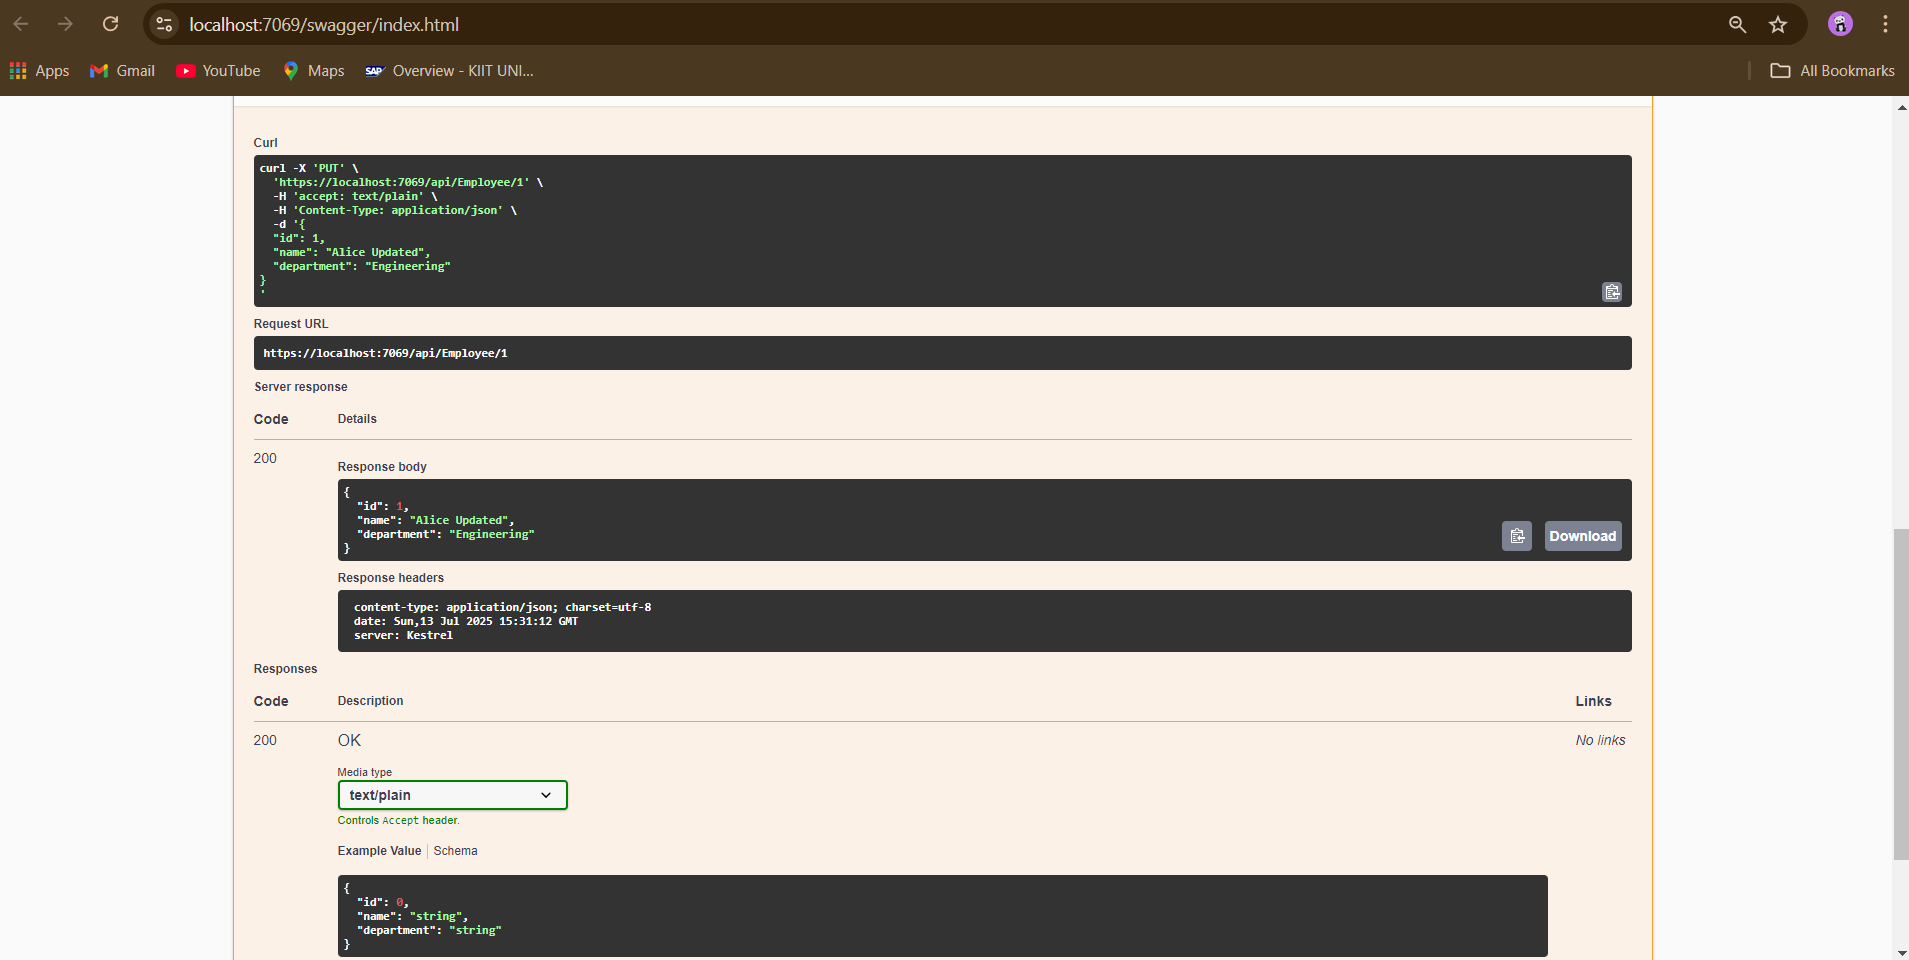 localhost:7069/swagger/index.html
Apps Gmail YouTube Maps SAP Overview - KIIT UNI... All Bookmarks
Curl
curl -X 'PUT' \
  'https://localhost:7069/api/Employee/1' \
  -H 'accept: text/plain' \
  -H 'Content-Type: application/json' \
  -d '{
  "id": 1,
  "name": "Alice Updated",
  "department": "Engineering"
}
'
Request URL
https://localhost:7069/api/Employee/1
Server response
Code Details
200
Response body
{
  "id": 1,
  "name": "Alice Updated",
  "department": "Engineering"
}
Download
Response headers
content-type: application/json; charset=utf-8
date: Sun,13 Jul 2025 15:31:12 GMT
server: Kestrel
Responses
Code Description Links
200 OK No links
Media type
text/plain
Controls Accept header.
Example Value Schema
{
  "id": 0,
  "name": "string",
  "department": "string"
}